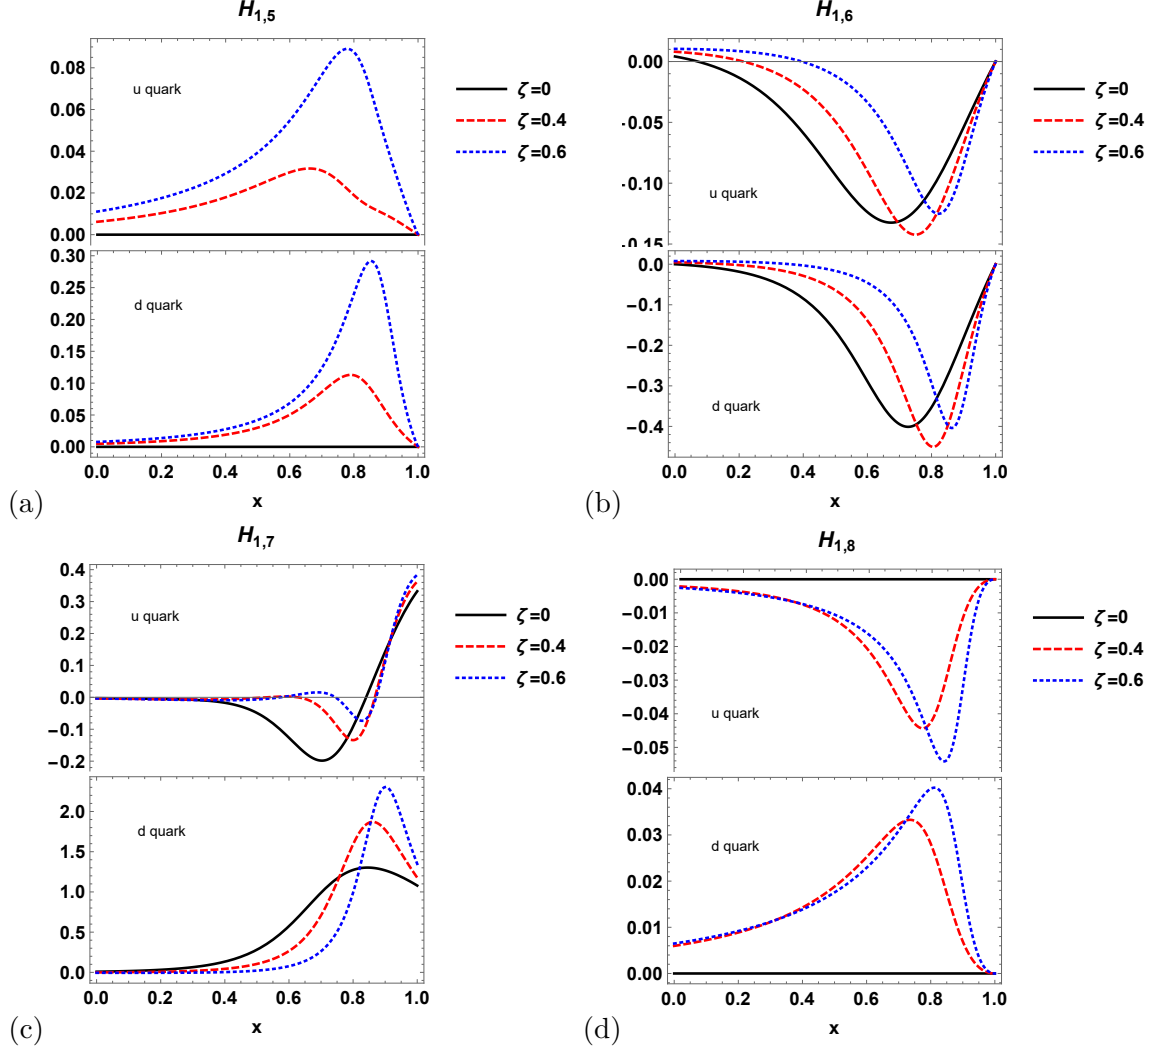 H1,5
0.08
0.06
0.04
0.02
0.00
u quark
ζ=0
ζ=0.4
ζ=0.6
0.30
0.25
0.20
0.15
0.10
0.05
0.00
d quark
0.0 0.2 0.4 0.6 0.8 1.0
x
(a)
H1,6
0.00
-0.05
-0.10
-0.15
u quark
ζ=0
ζ=0.4
ζ=0.6
0.0
-0.1
-0.2
-0.3
-0.4
d quark
0.0 0.2 0.4 0.6 0.8 1.0
x
(b)
H1,7
0.4
0.3
0.2
0.1
0.0
-0.1
-0.2
u quark
ζ=0
ζ=0.4
ζ=0.6
2.0
1.5
1.0
0.5
0.0
d quark
0.0 0.2 0.4 0.6 0.8 1.0
x
(c)
H1,8
0.00
-0.01
-0.02
-0.03
-0.04
-0.05
u quark
ζ=0
ζ=0.4
ζ=0.6
0.04
0.03
0.02
0.01
0.00
d quark
0.0 0.2 0.4 0.6 0.8 1.0
x
(d)